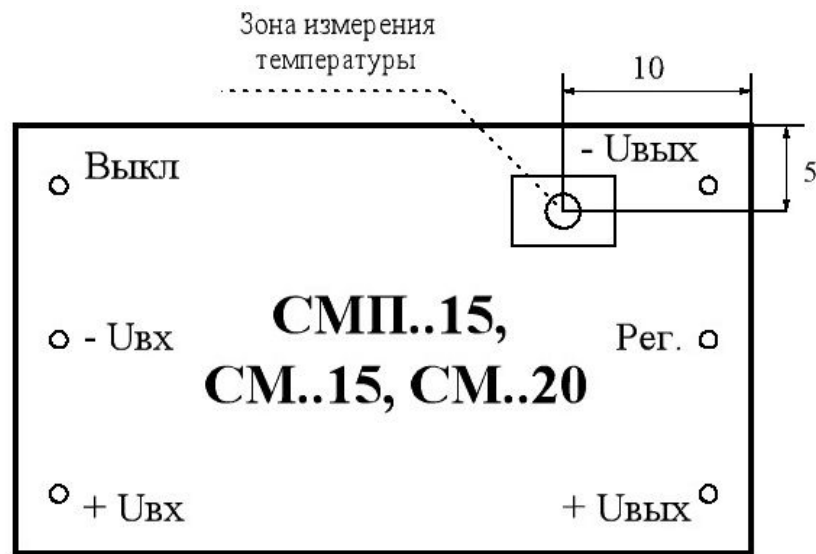 Зона измерения
температуры
10
- Uвых
5
Выкл
СМП..15,
СМ..15, СМ..20
- Uвх
Рег.
+ Uвх
+ Uвых